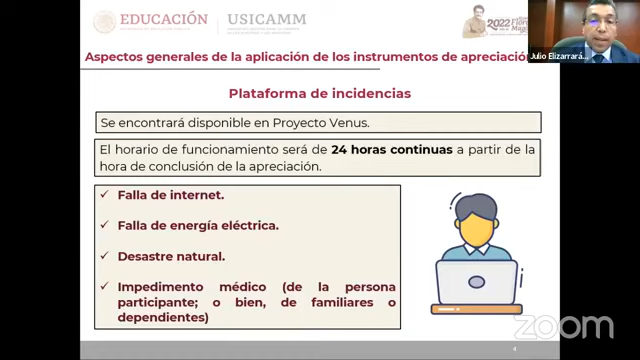 EDUCACIÓN
USICAMM
2022 Flores
Magón
Julio Elizarrará...
Aspectos generales de la aplicación de los instrumentos de apreciación
Plataforma de incidencias
Se encontrará disponible en Proyecto Venus.
El horario de funcionamiento será de 24 horas continuas a partir de la
hora de conclusión de la apreciación.
✓ Falla de internet.
✓ Falla de energía eléctrica.
✓ Desastre natural.
✓ Impedimento médico (de la persona
participante; o bien, de familiares o
dependientes)
zoom
4